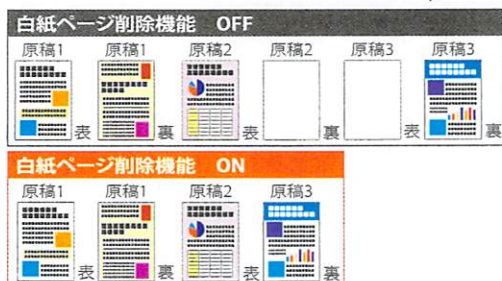 白紙ページ削除機能 OFF
原稿1 原稿1 原稿2 原稿2 原稿3 原稿3
表 裏 表 裏 表 裏
白紙ページ削除機能 ON
原稿1 原稿1 原稿2 原稿3
表 裏 表 裏